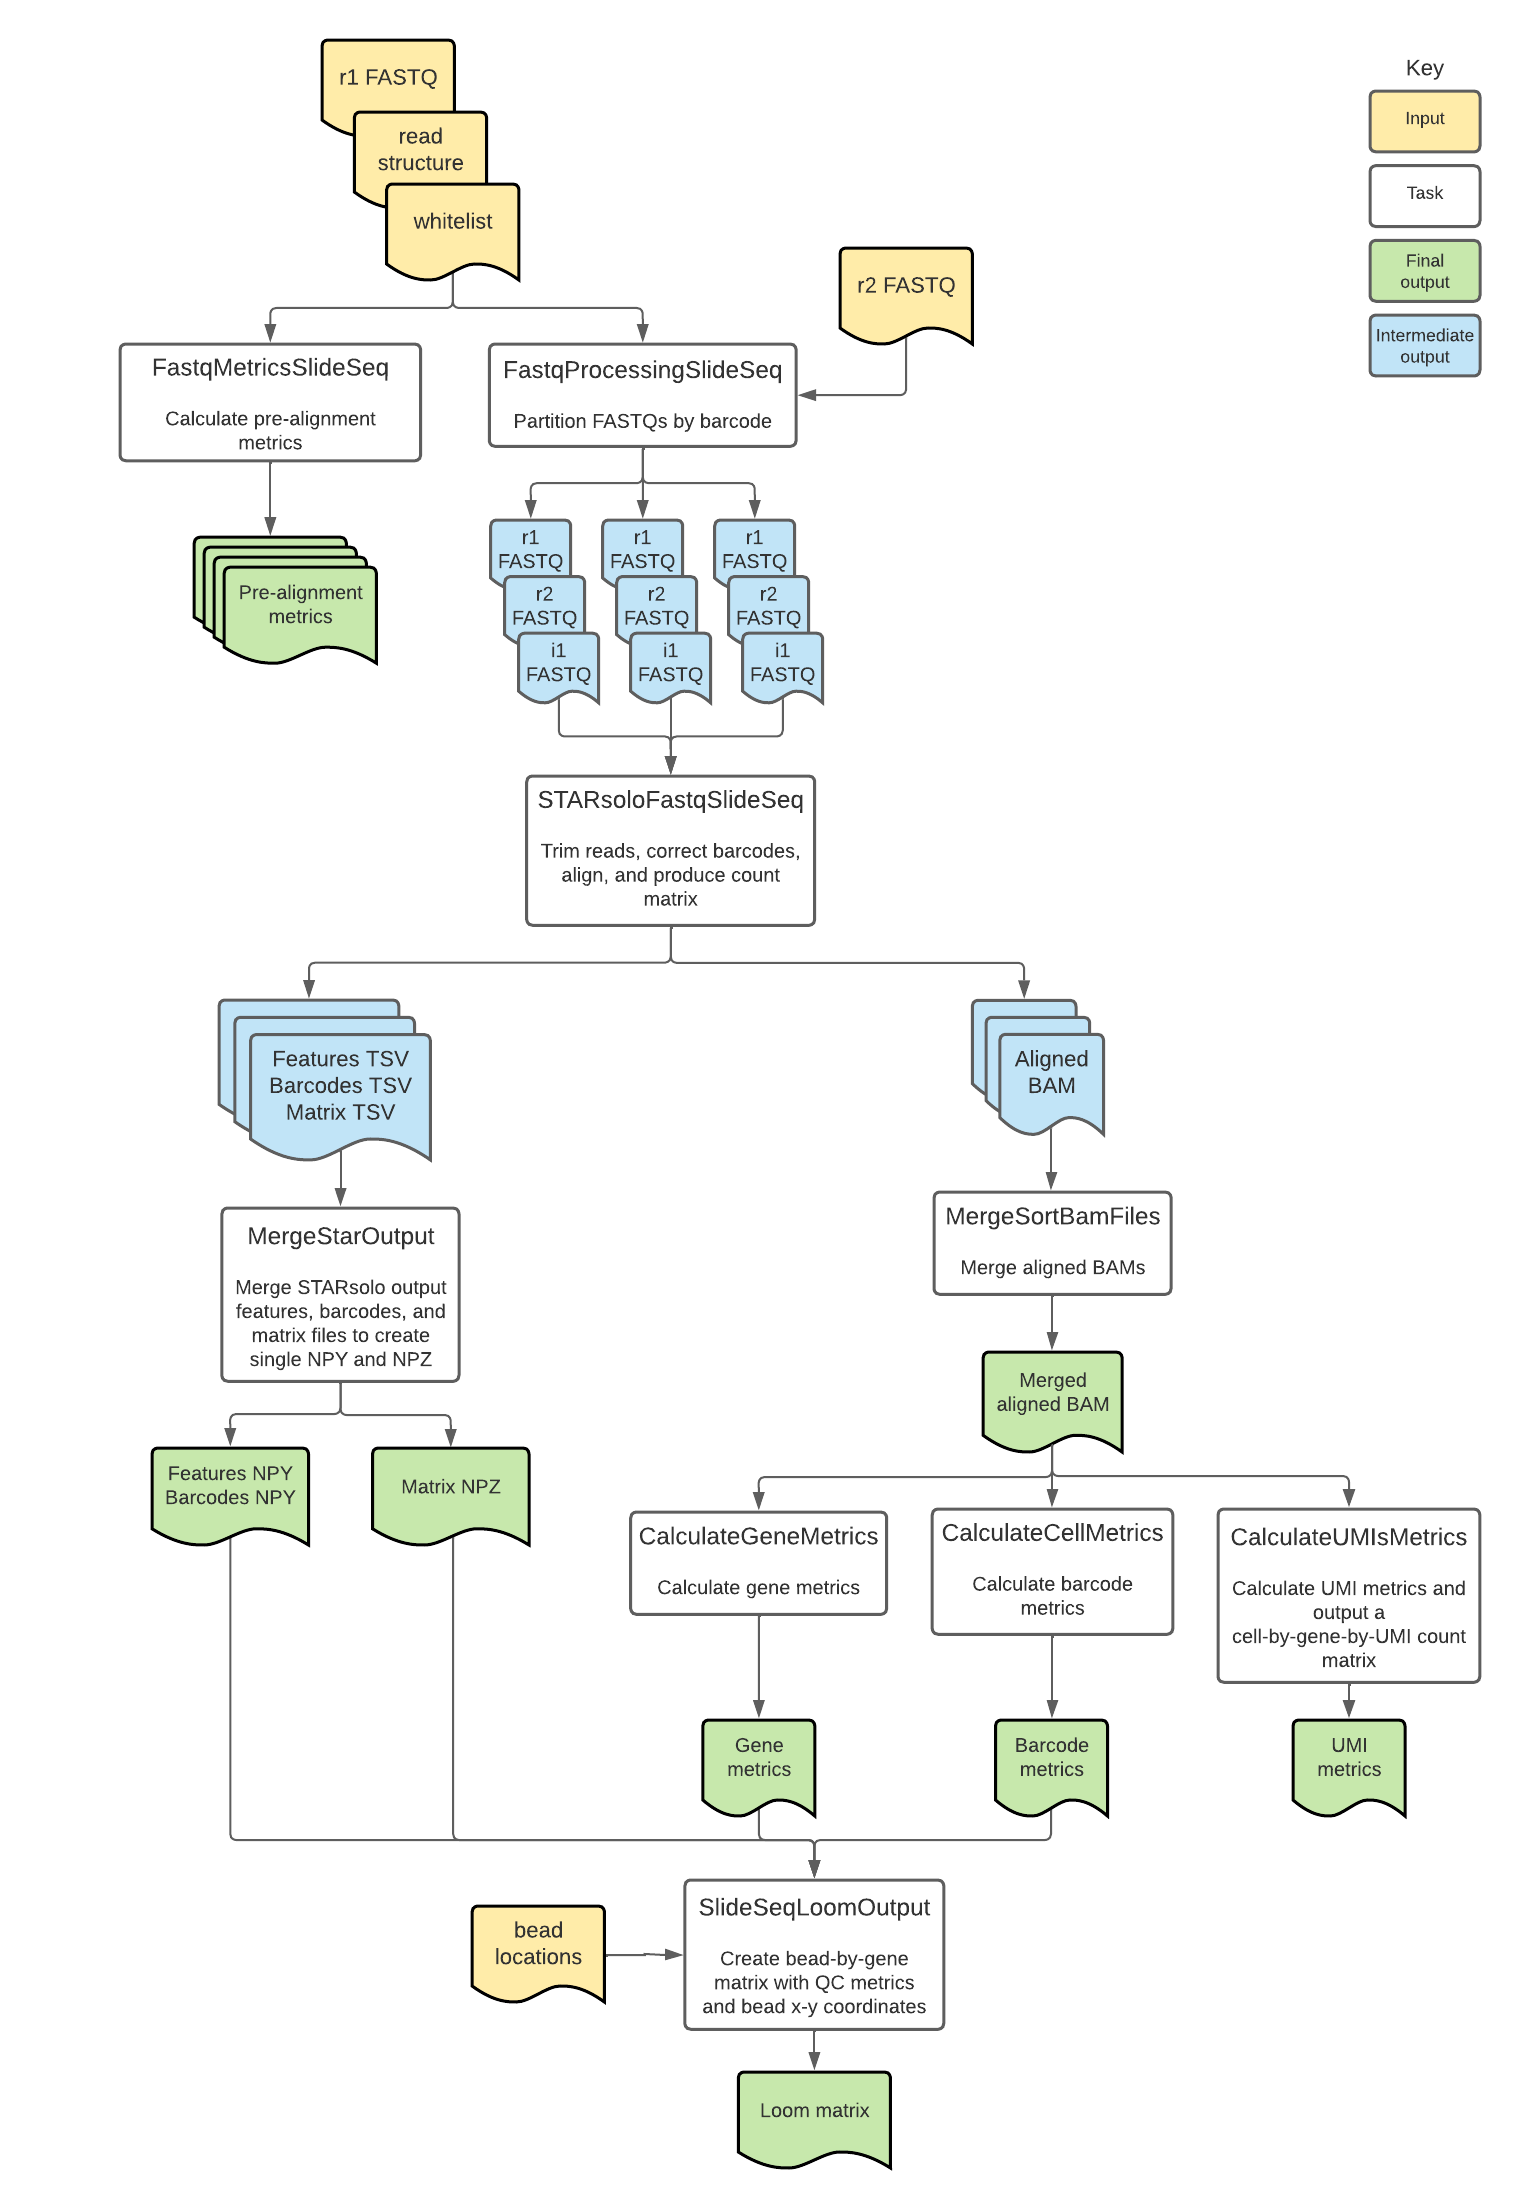 r1 FASTQ
read
structure
whitelist
r2 FASTQ
Key
Input
Task
Final
output
Intermediate
output
FastqMetricsSlideSeq
Calculate pre-alignment
metrics
FastqProcessingSlideSeq
Partition FASTQs by barcode
Pre-alignment
metrics
r1
FASTQ
r2
FASTQ
i1
FASTQ
r1
FASTQ
r2
FASTQ
i1
FASTQ
r1
FASTQ
r2
FASTQ
i1
FASTQ
STARsoloFastqSlideSeq
Trim reads, correct barcodes,
align, and produce count
matrix
Features TSV
Barcodes TSV
Matrix TSV
Aligned
BAM
MergeStarOutput
Merge STARsolo output
features, barcodes, and
matrix files to create
single NPY and NPZ
MergeSortBamFiles
Merge aligned BAMs
Merged
aligned BAM
Features NPY
Barcodes NPY
Matrix NPZ
CalculateGeneMetrics
Calculate gene metrics
CalculateCellMetrics
Calculate barcode
metrics
CalculateUMIsMetrics
Calculate UMI metrics and
output a
cell-by-gene-by-UMI count
matrix
Gene
metrics
Barcode
metrics
UMI
metrics
bead
locations
SlideSeqLoomOutput
Create bead-by-gene
matrix with QC metrics
and bead x-y coordinates
Loom matrix